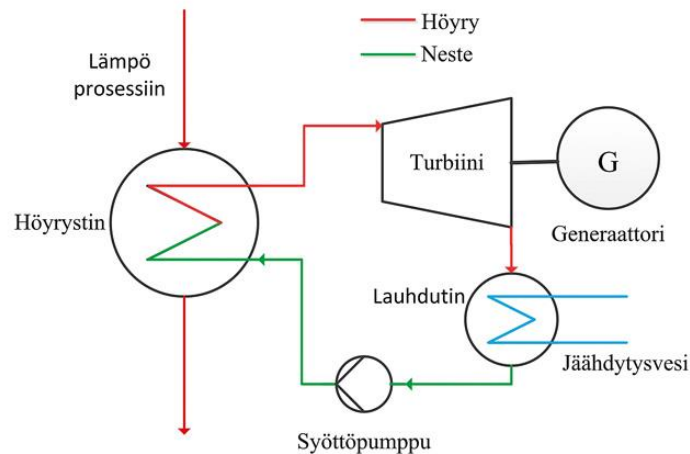 Höyry
Neste
Lämpö
prosessiin
Turbiini
G
Höyrystin
Generaattori
Lauhdutin
Jäähdytysvesi
Syöttöpumppu